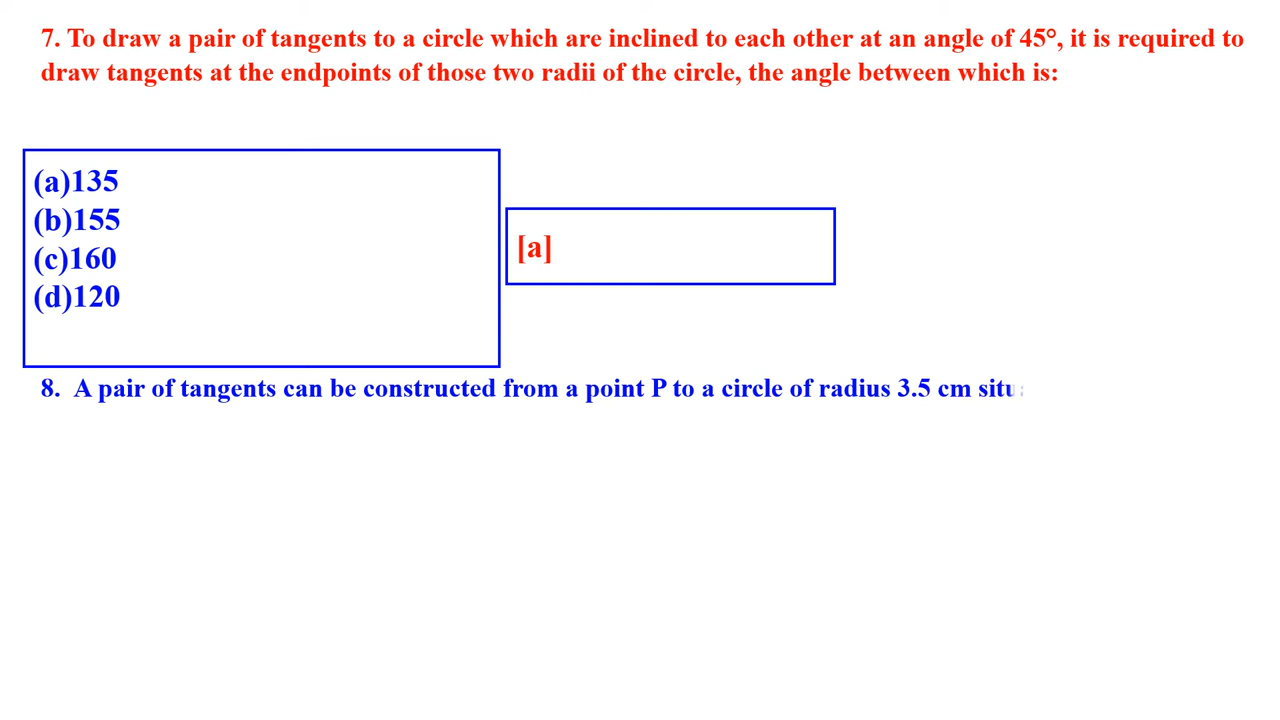 7. To draw a pair of tangents to a circle which are inclined to each other at an angle of 45°, it is required to
draw tangents at the endpoints of those two radii of the circle, the angle between which is:
(a)135
(b)155
(c)160
(d)120
[a]
8. A pair of tangents can be constructed from a point P to a circle of radius 3.5 cm